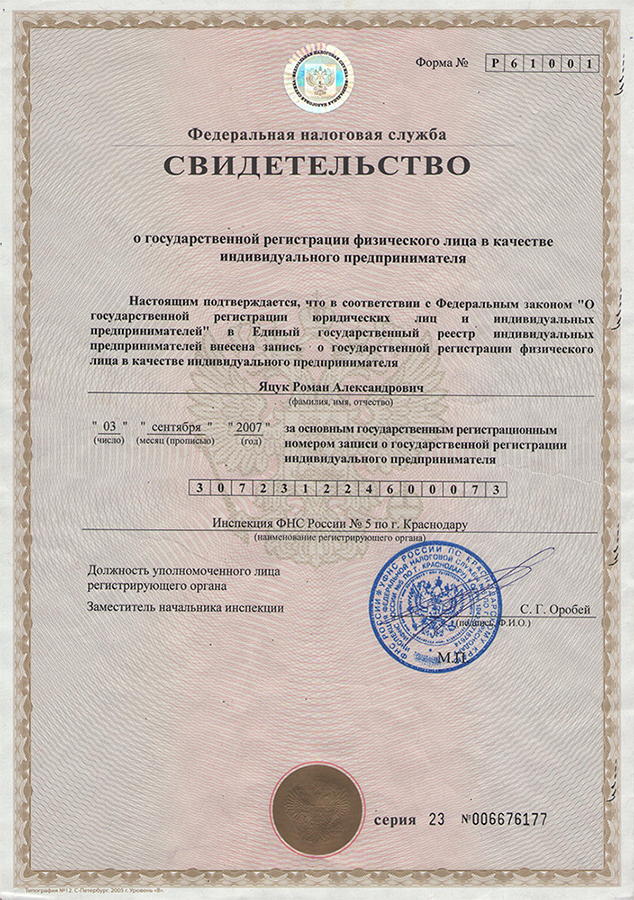 Форма № Р 6 1 0 0 1
Федеральная налоговая служба
СВИДЕТЕЛЬСТВО
о государственной регистрации физического лица в качестве
индивидуального предпринимателя
Настоящим подтверждается, что в соответствии с Федеральным законом "О
государственной регистрации юридических лиц и индивидуальных
предпринимателей" в Единый государственный реестр индивидуальных
предпринимателей внесена запись о государственной регистрации физического
лица в качестве индивидуального предпринимателя
Яцук Роман Александрович
(фамилия, имя, отчество)
" 03 " " сентября " " 2007 " за основным государственным регистрационным
(число) (месяц (прописью) (год) номером записи о государственной регистрации
индивидуального предпринимателя
3 0 7 2 3 1 2 2 4 6 0 0 0 7 3
Инспекция ФНС России № 5 по г. Краснодару
(наименование регистрирующего органа)
Должность уполномоченного лица
регистрирующего органа
Заместитель начальника инспекции С. Г. Оробей
(подпись, Ф.И.О.)
М.П.
серия 23 №006676177
Типография №12. С-Петербург. 2005 г. Уровень «В».